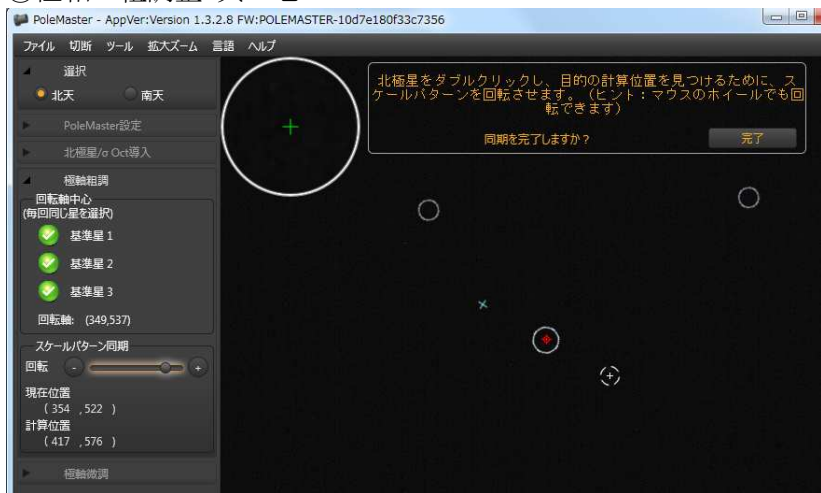 PoleMaster - AppVer:Version 1.3.2.8 FW:POLEMASTER-10d7e180f33c7356
ファイル 切断 ツール 拡大ズーム 言語 ヘルプ
選択
北天 南天
PoleMaster設定
北極星/σ Oct導入
極軸粗調
回転軸中心
(毎回同じ星を選択)
基準星 1
基準星 2
基準星 3
回転軸: (349,537)
スケールパターン同期
回転 - +
現在位置
( 354 ,522 )
計算位置
( 417 ,576 )
極軸微調
北極星をダブルクリックし、目的の計算位置を見つけるために、ス
ケールパターンを回転させます。(ヒント:マウスのホイールでも回
転できます)
同期を完了しますか? 完了